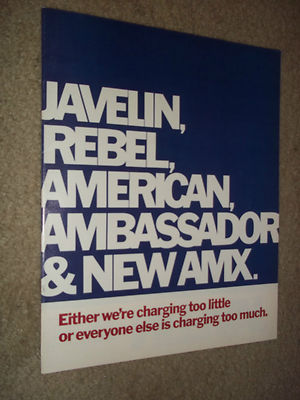 JAVELIN,
REBEL,
AMERICAN,
AMBASSADOR
& NEW AMX.
Either we're charging too little
or everyone else is charging too much.